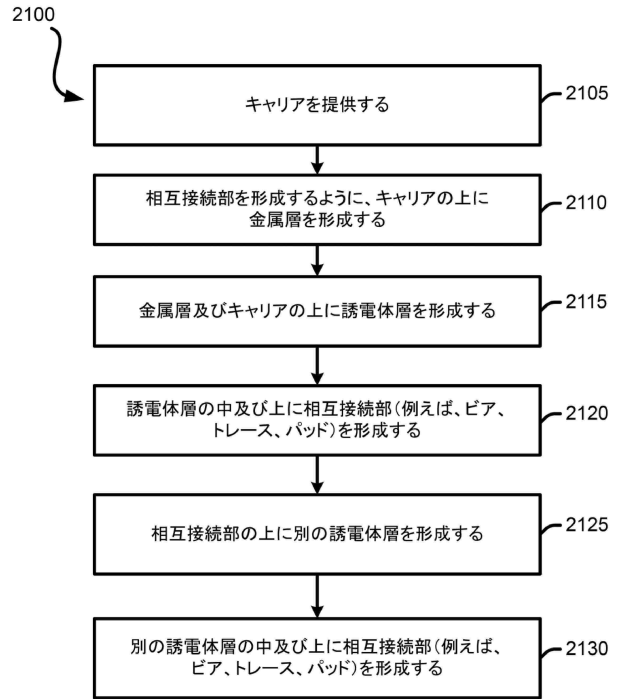 2100
キャリアを提供する
2105
相互接続部を形成するように、キャリアの上に
金属層を形成する
2110
金属層及びキャリアの上に誘電体層を形成する
2115
誘電体層の中及び上に相互接続部(例えば、ビア、
トレース、パッド)を形成する
2120
相互接続部の上に別の誘電体層を形成する
2125
別の誘電体層の中及び上に相互接続部(例えば、
ビア、トレース、パッド)を形成する
2130